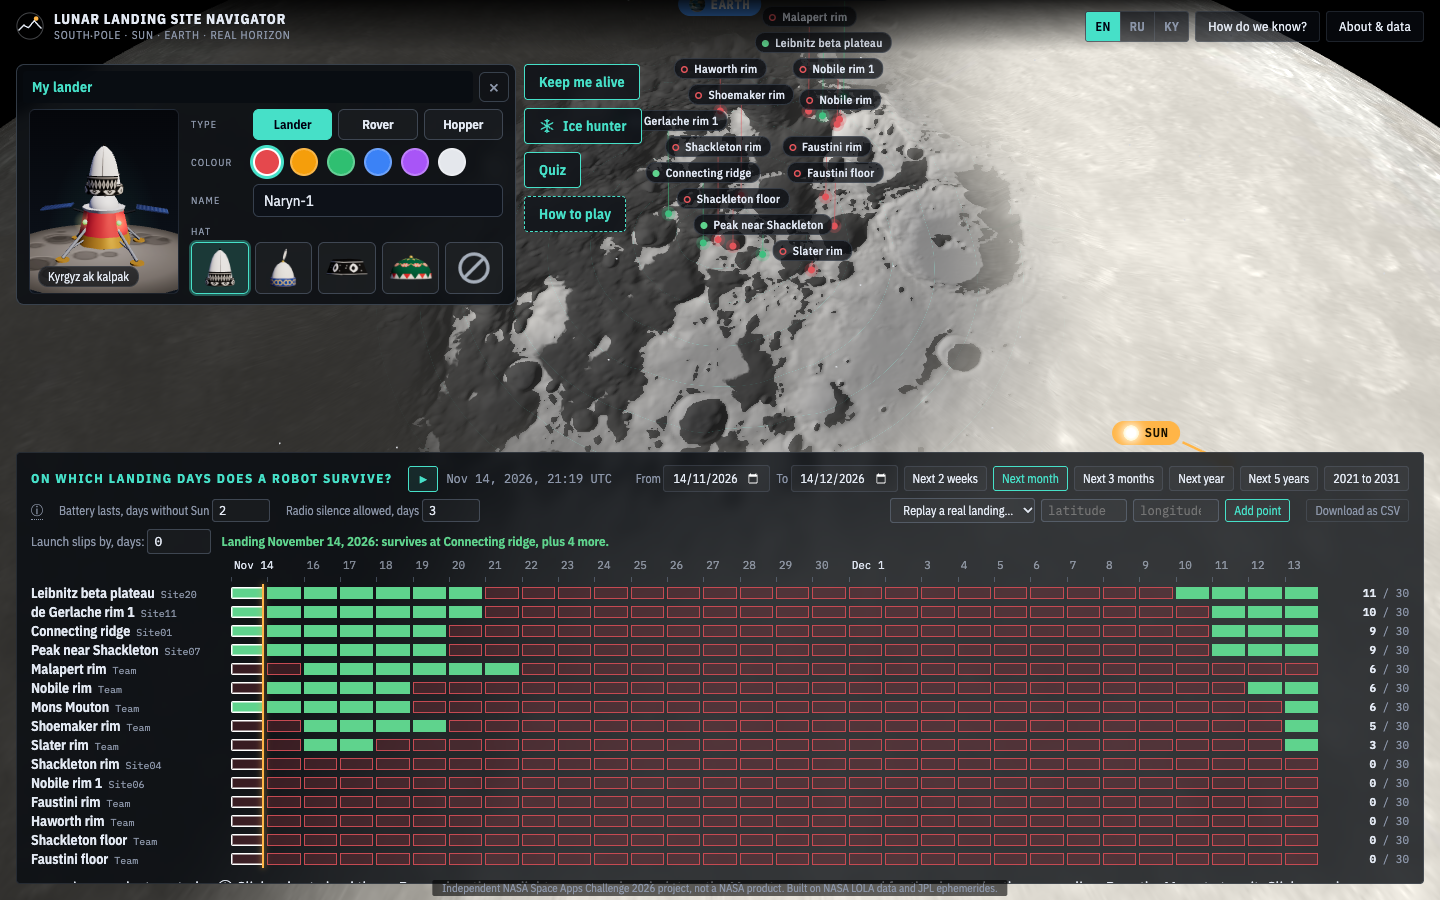 LUNAR LANDING SITE NAVIGATOR
SOUTH-POLE · SUN · EARTH · REAL HORIZON
EARTH
Malapert rim
Leibnitz beta plateau
Haworth rim
Nobile rim 1
Shoemaker rim
Nobile rim
Gerlache rim 1
Shackleton rim
Faustini rim
Connecting ridge
Faustini floor
Shackleton floor
Peak near Shackleton
Slater rim
SUN
EN RU KY How do we know? About & data
My lander ×
TYPE Lander Rover Hopper
COLOUR
NAME Naryn-1
HAT
Kyrgyz ak kalpak
Keep me alive
Ice hunter
Quiz
How to play
ON WHICH LANDING DAYS DOES A ROBOT SURVIVE? Nov 14, 2026, 21:19 UTC From 14/11/2026 To 14/12/2026 Next 2 weeks Next month Next 3 months Next year Next 5 years 2021 to 2031
Battery lasts, days without Sun 2 Radio silence allowed, days 3 Replay a real landing... latitude longitude Add point Download as CSV
Launch slips by, days: 0 Landing November 14, 2026: survives at Connecting ridge, plus 4 more.
Nov 14 16 17 18 19 20 21 22 23 24 25 26 27 28 29 30 Dec 1 3 4 5 6 7 8 9 10 11 12 13
Leibnitz beta plateau Site20 11 / 30
de Gerlache rim 1 Site11 10 / 30
Connecting ridge Site01 9 / 30
Peak near Shackleton Site07 9 / 30
Malapert rim Team 6 / 30
Nobile rim Team 6 / 30
Mons Mouton Team 6 / 30
Shoemaker rim Team 5 / 30
Slater rim Team 3 / 30
Shackleton rim Site04 0 / 30
Nobile rim 1 Site06 0 / 30
Faustini rim Team 0 / 30
Haworth rim Team 0 / 30
Shackleton floor Team 0 / 30
Faustini floor Team 0 / 30
Independent NASA Space Apps Challenge 2026 project, not a NASA product. Built on NASA LOLA data and JPL ephemerides.